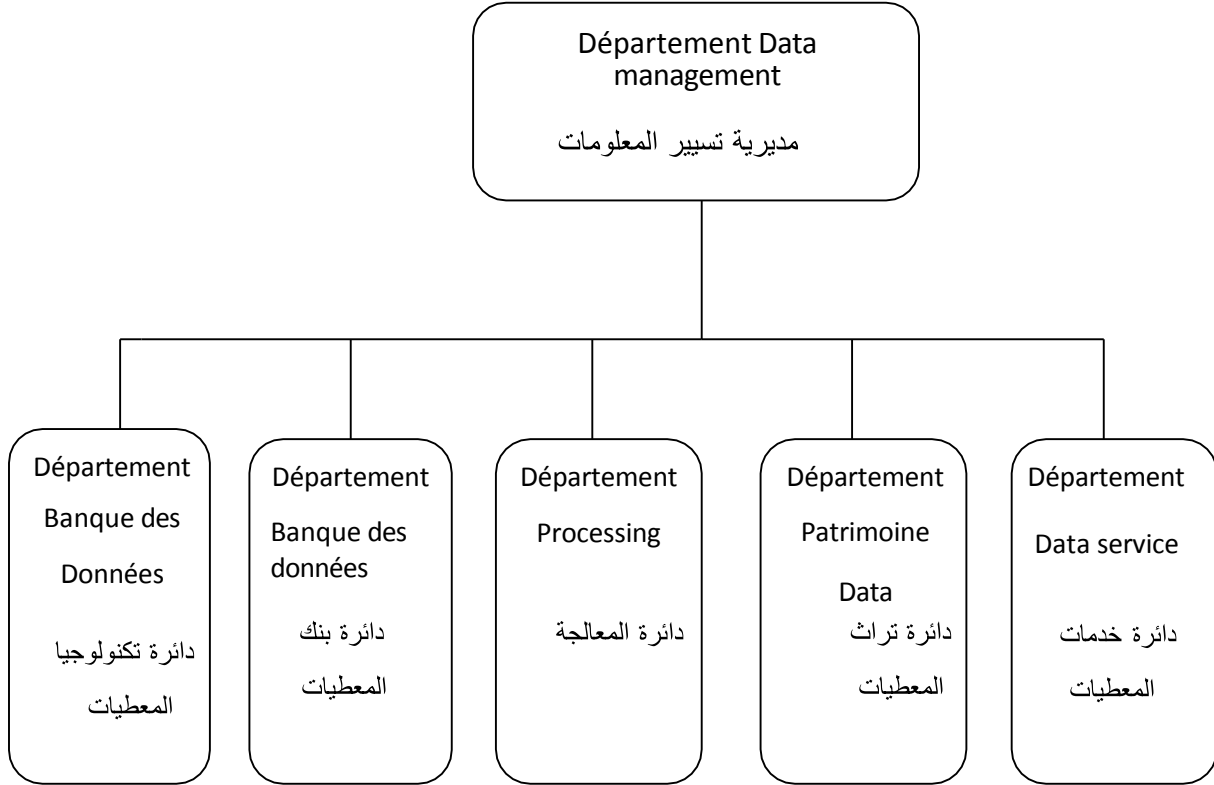 Département Data
management
مديرية تسيير المعلومات
Département
Banque des
Données
دائرة تكنولوجيا
المعطيات
Département
Banque des
données
دائرة بنك
المعطيات
Département
Processing
دائرة المعالجة
Département
Patrimoine
Data
دائرة تراث
المعطيات
Département
Data service
دائرة خدمات
المعطيات